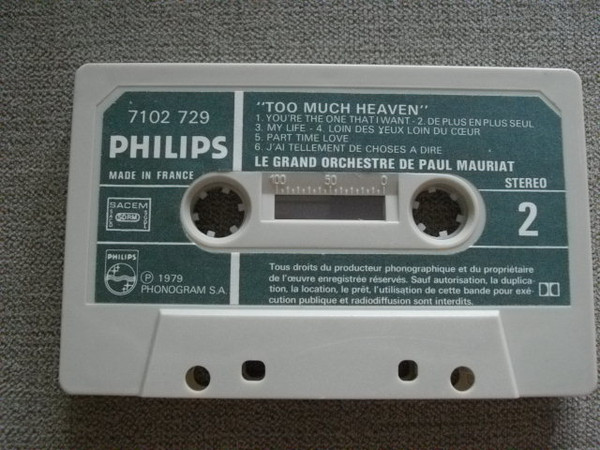 7102 729
PHILIPS
MADE IN FRANCE
"TOO MUCH HEAVEN"
1. YOU'RE THE ONE THAT I WANT - 2. DE PLUS EN PLUS SEUL
3. MY LIFE - 4. LOIN DES YEUX LOIN DU CŒUR
5. PART TIME LOVE
6. J'AI TELLEMENT DE CHOSES A DIRE
LE GRAND ORCHESTRE DE PAUL MAURIAT
STEREO
2
100 50 0
SACEM
SDRM
PHILIPS
Ⓟ 1979
PHONOGRAM S.A.
Tous droits du producteur phonographique et du propriétaire
de l'œuvre enregistrée réservés. Sauf autorisation, la duplica-
tion, la location, le prêt, l'utilisation de cette bande pour exé-
cution publique et radiodiffusion sont interdits.